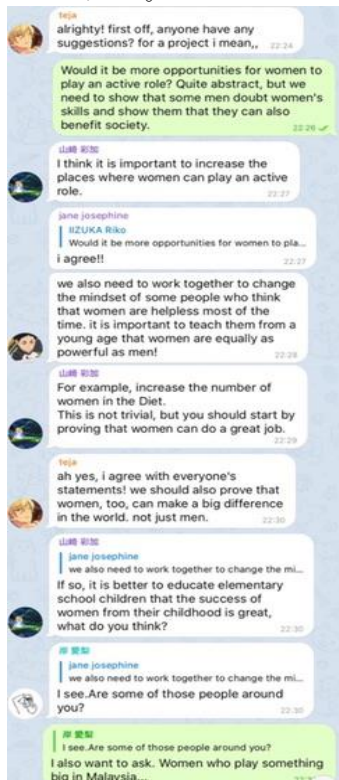 teja
alrighty! first off, anyone have any
suggestions? for a project i mean,,
22:24
Would it be more opportunities for women to
play an active role? Quite abstract, but we
need to show that some men doubt women's
skills and show them that they can also
benefit society.
22:26
山崎 彩加
I think it is important to increase the
places where women can play an active
role.
22:27
jane josephine
IIZUKA Riko
Would it be more opportunities for women to pla...
i agree!!
22:27
we also need to work together to change
the mindset of some people who think
that women are helpless most of the
time. it is important to teach them from a
young age that women are equally as
powerful as men!
22:28
山崎 彩加
For example, increase the number of
women in the Diet.
This is not trivial, but you should start by
proving that women can do a great job.
22:29
teja
ah yes, i agree with everyone's
statements! we should also prove that
women, too, can make a big difference
in the world. not just men.
22:30
山崎 彩加
jane josephine
we also need to work together to change the mi...
If so, it is better to educate elementary
school children that the success of
women from their childhood is great,
what do you think?
22:30
岸 愛梨
jane josephine
we also need to work together to change the mi...
I see.Are some of those people around
you?
22:30
岸 愛梨
I see.Are some of those people around you?
I also want to ask. Women who play something
big in Malaysia...